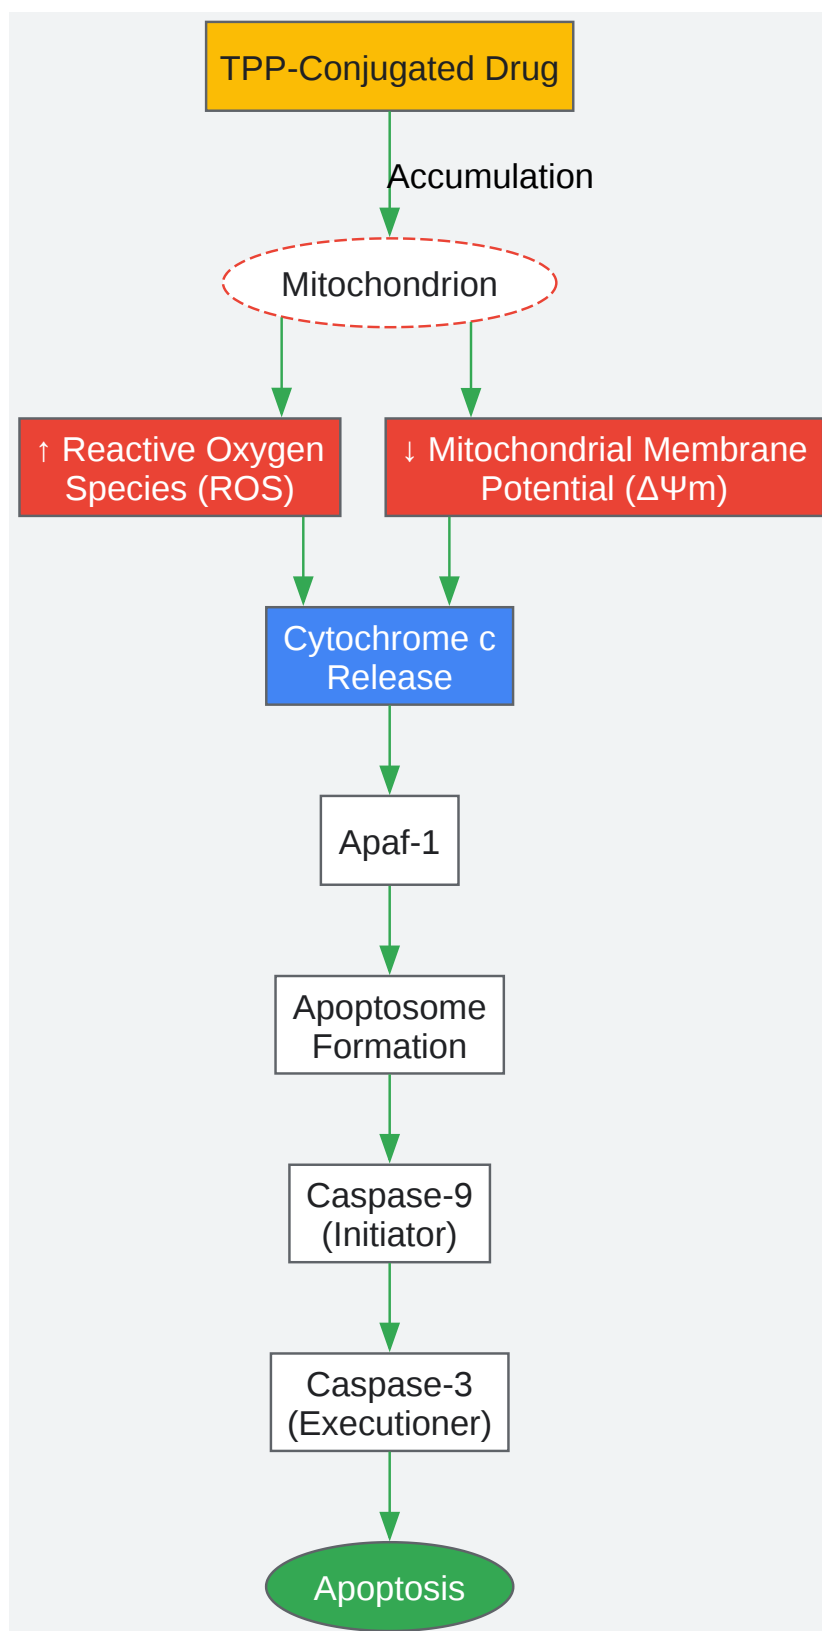 TPP-Conjugated Drug
Accumulation
Mitochondrion
↑ Reactive Oxygen
Species (ROS)
↓ Mitochondrial Membrane
Potential (ΔΨm)
Cytochrome c
Release
Apaf-1
Apoptosome
Formation
Caspase-9
(Initiator)
Caspase-3
(Executioner)
Apoptosis